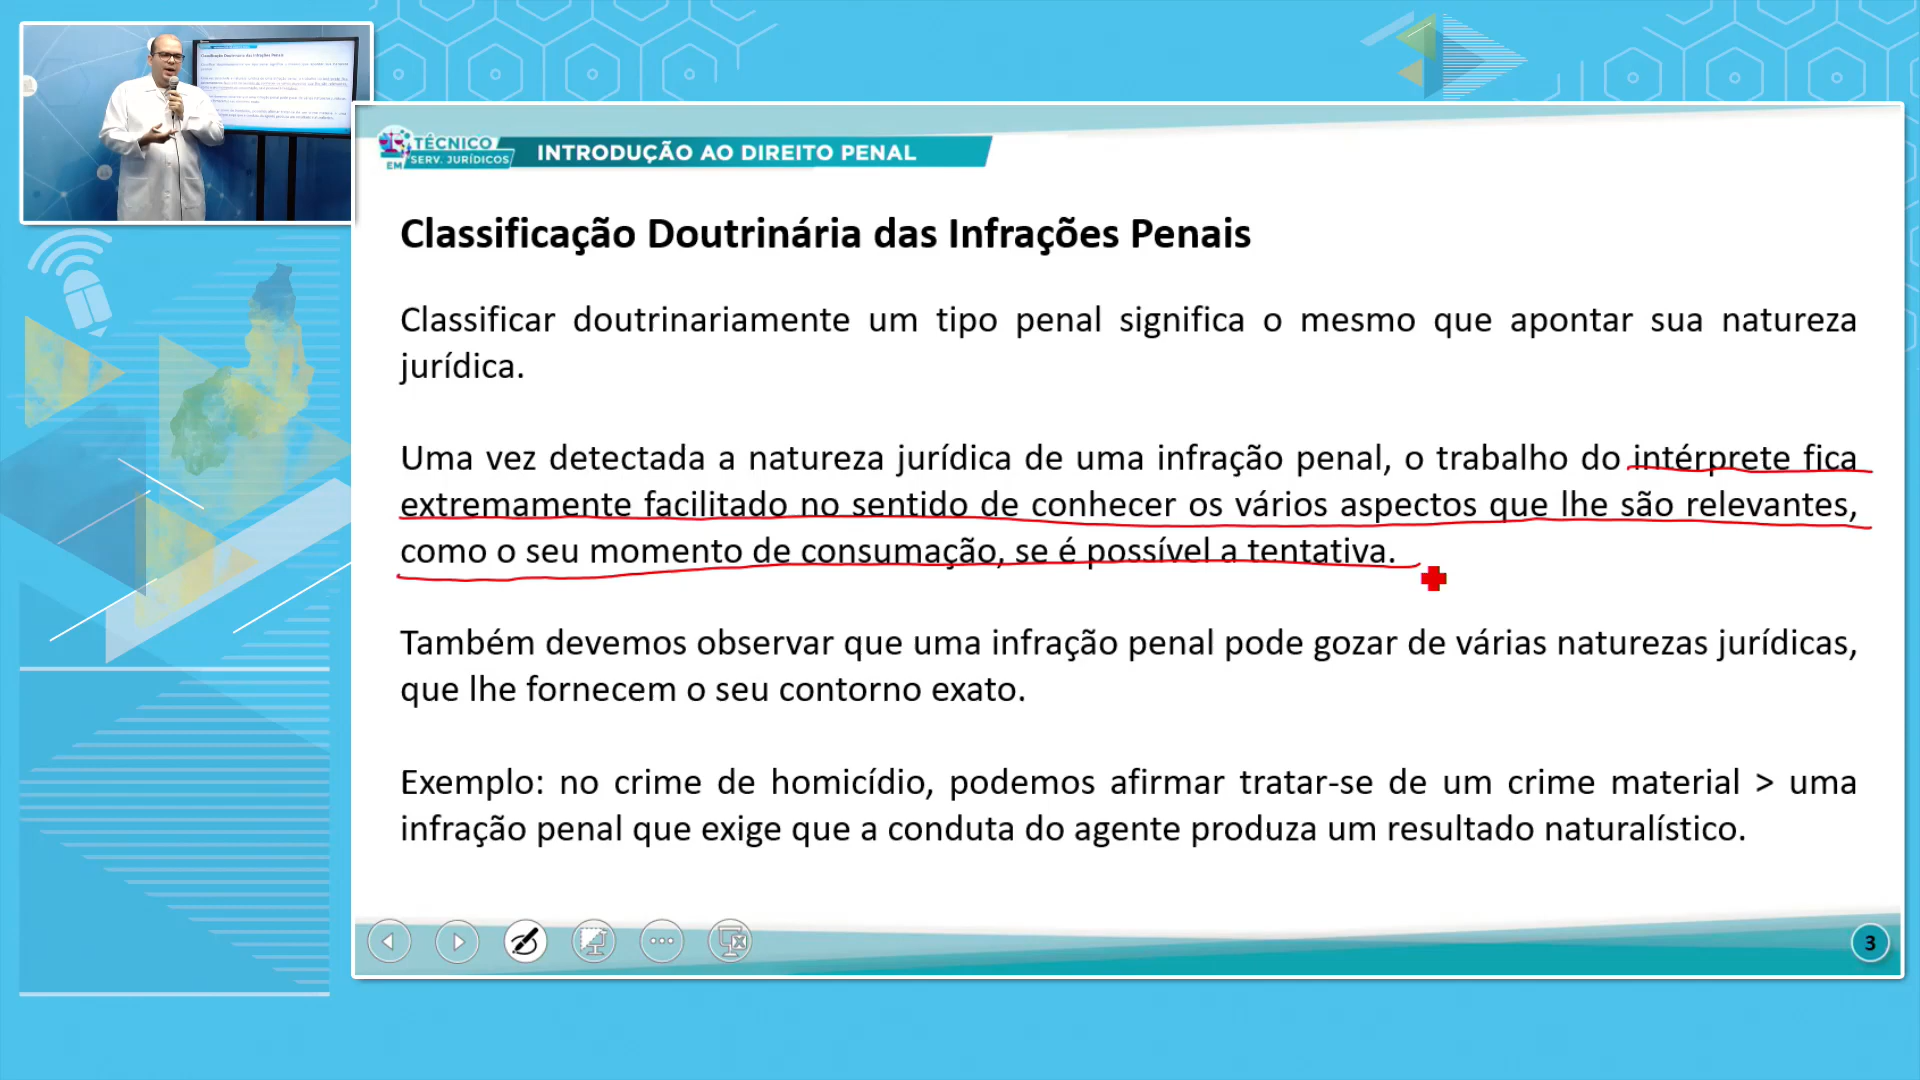 TÉCNICO
EM SERV. JURÍDICOS
INTRODUÇÃO AO DIREITO PENAL
Classificação Doutrinária das Infrações Penais
Classificar doutrinariamente um tipo penal significa o mesmo que apontar sua natureza
jurídica.
Uma vez detectada a natureza jurídica de uma infração penal, o trabalho do intérprete fica
extremamente facilitado no sentido de conhecer os vários aspectos que lhe são relevantes,
como o seu momento de consumação, se é possível a tentativa.
Também devemos observar que uma infração penal pode gozar de várias naturezas jurídicas,
que lhe fornecem o seu contorno exato.
Exemplo: no crime de homicídio, podemos afirmar tratar-se de um crime material > uma
infração penal que exige que a conduta do agente produza um resultado naturalístico.
3